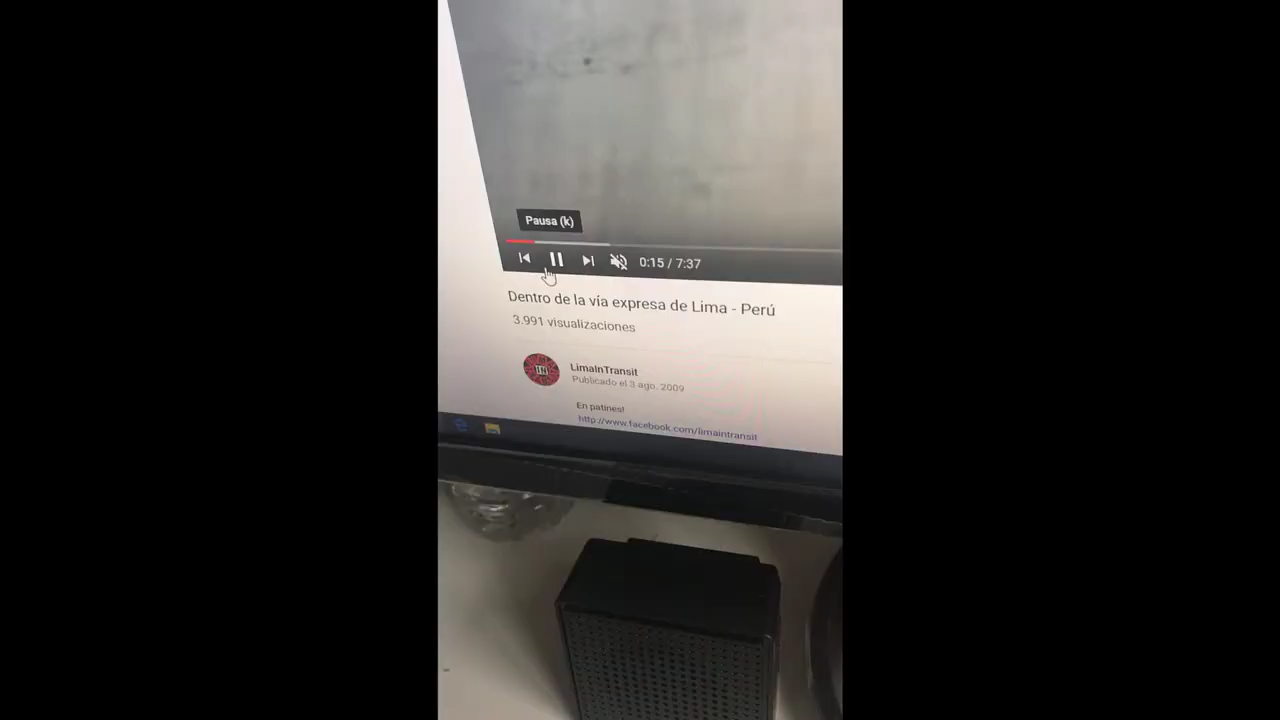 Pausa (k)
0:15 / 7:37
Dentro de la vía expresa de Lima - Perú
3.991 visualizaciones
IN
LimaInTransit
Publicado el 3 ago. 2009
En patines!
http://www.facebook.com/limaintransit